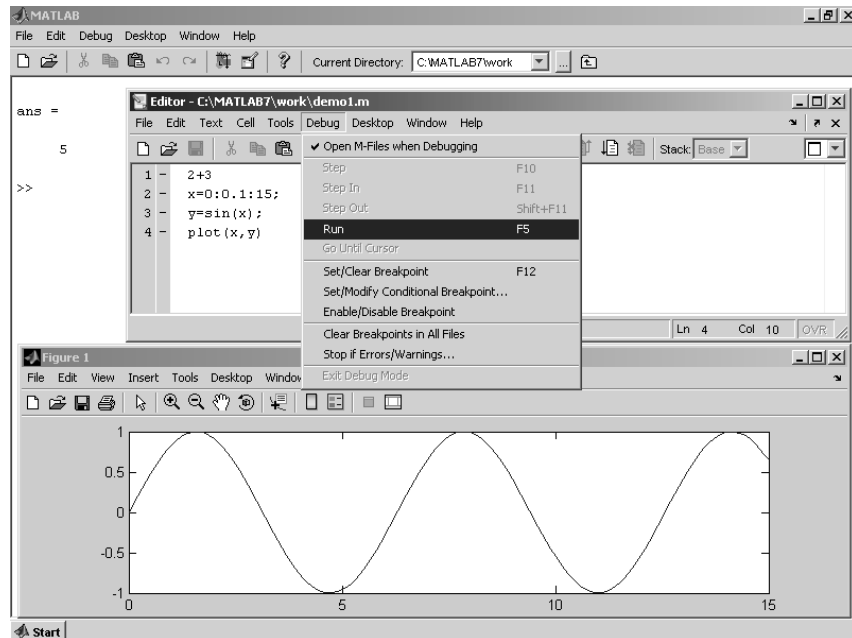 MATLAB
File Edit Debug Desktop Window Help
Current Directory: C:\MATLAB7\work ...
ans =
5
>>
Editor - C:\MATLAB7\work\demo1.m
File Edit Text Cell Tools Debug Desktop Window Help
Stack: Base
1 - 2+3
2 - x=0:0.1:15;
3 - y=sin(x);
4 - plot(x,y)
Open M-Files when Debugging
Step F10
Step In F11
Step Out Shift+F11
Run F5
Go Until Cursor
Set/Clear Breakpoint F12
Set/Modify Conditional Breakpoint...
Enable/Disable Breakpoint
Clear Breakpoints in All Files
Stop if Errors/Warnings...
Exit Debug Mode
Ln 4 Col 10 OVR
Figure 1
File Edit View Insert Tools Desktop Window
1
0.5
0
-0.5
-1
0 5 10 15
Start